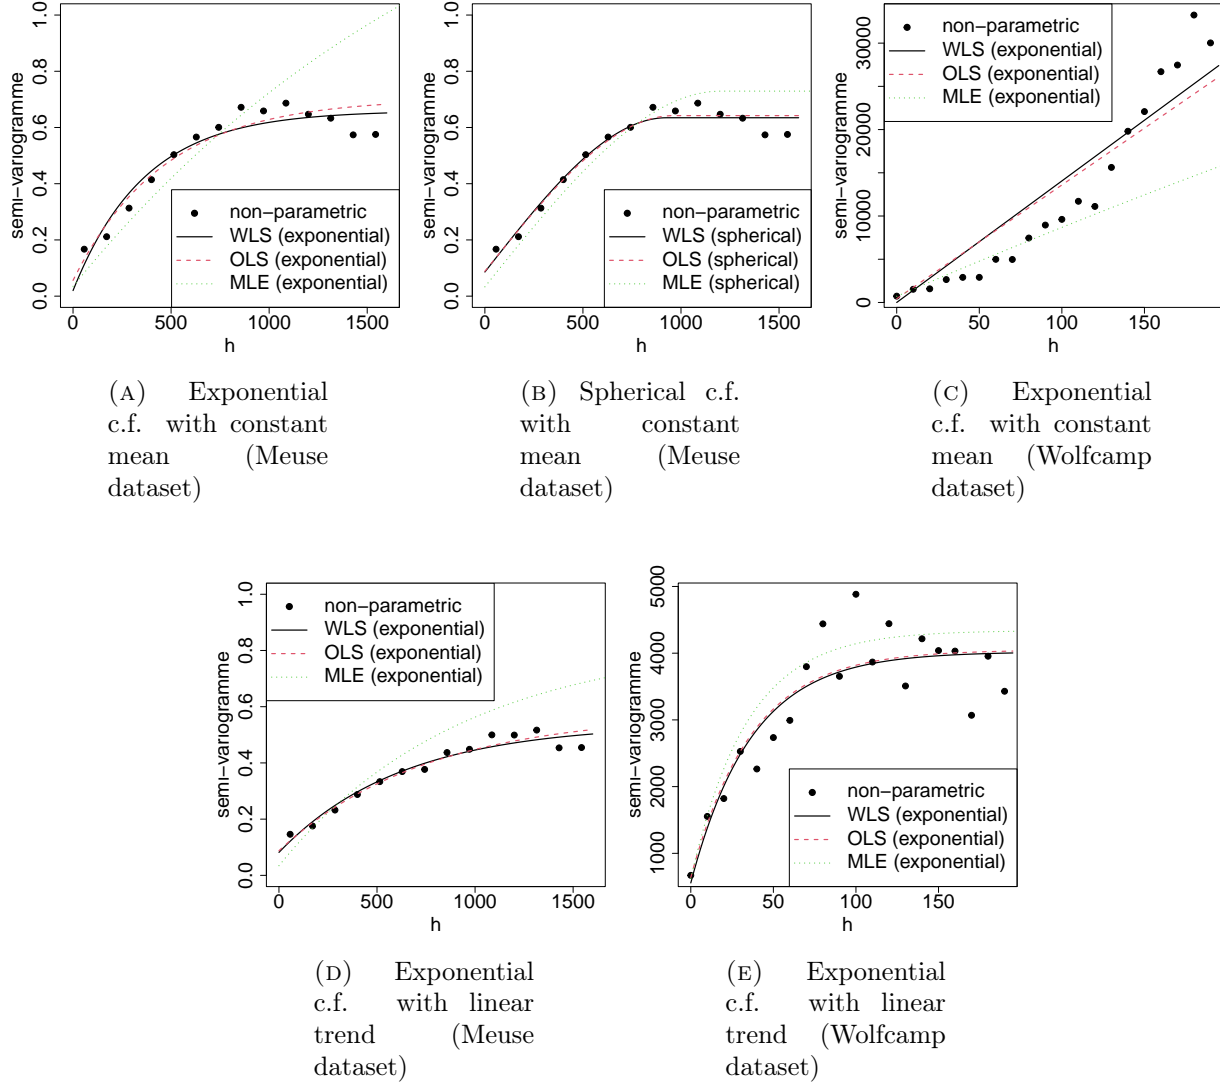 semi−variogramme
0.0 0.2 0.4 0.6 0.8 1.0
non−parametric
WLS (exponential)
OLS (exponential)
MLE (exponential)
0 500 1000 1500
h
(A) Exponential
c.f. with constant
mean (Meuse
dataset)
semi−variogramme
0.0 0.2 0.4 0.6 0.8 1.0
non−parametric
WLS (spherical)
OLS (spherical)
MLE (spherical)
0 500 1000 1500
h
(B) Spherical c.f.
with constant
mean (Meuse
dataset)
semi−variogramme
0 10000 20000 30000
non−parametric
WLS (exponential)
OLS (exponential)
MLE (exponential)
0 50 100 150
h
(C) Exponential
c.f. with constant
mean (Wolfcamp
dataset)
semi−variogramme
0.0 0.2 0.4 0.6 0.8 1.0
non−parametric
WLS (exponential)
OLS (exponential)
MLE (exponential)
0 500 1000 1500
h
(D) Exponential
c.f. with linear
trend (Meuse
dataset)
semi−variogramme
1000 2000 3000 4000 5000
non−parametric
WLS (exponential)
OLS (exponential)
MLE (exponential)
0 50 100 150
h
(E) Exponential
c.f. with linear
trend (Wolfcamp
dataset)